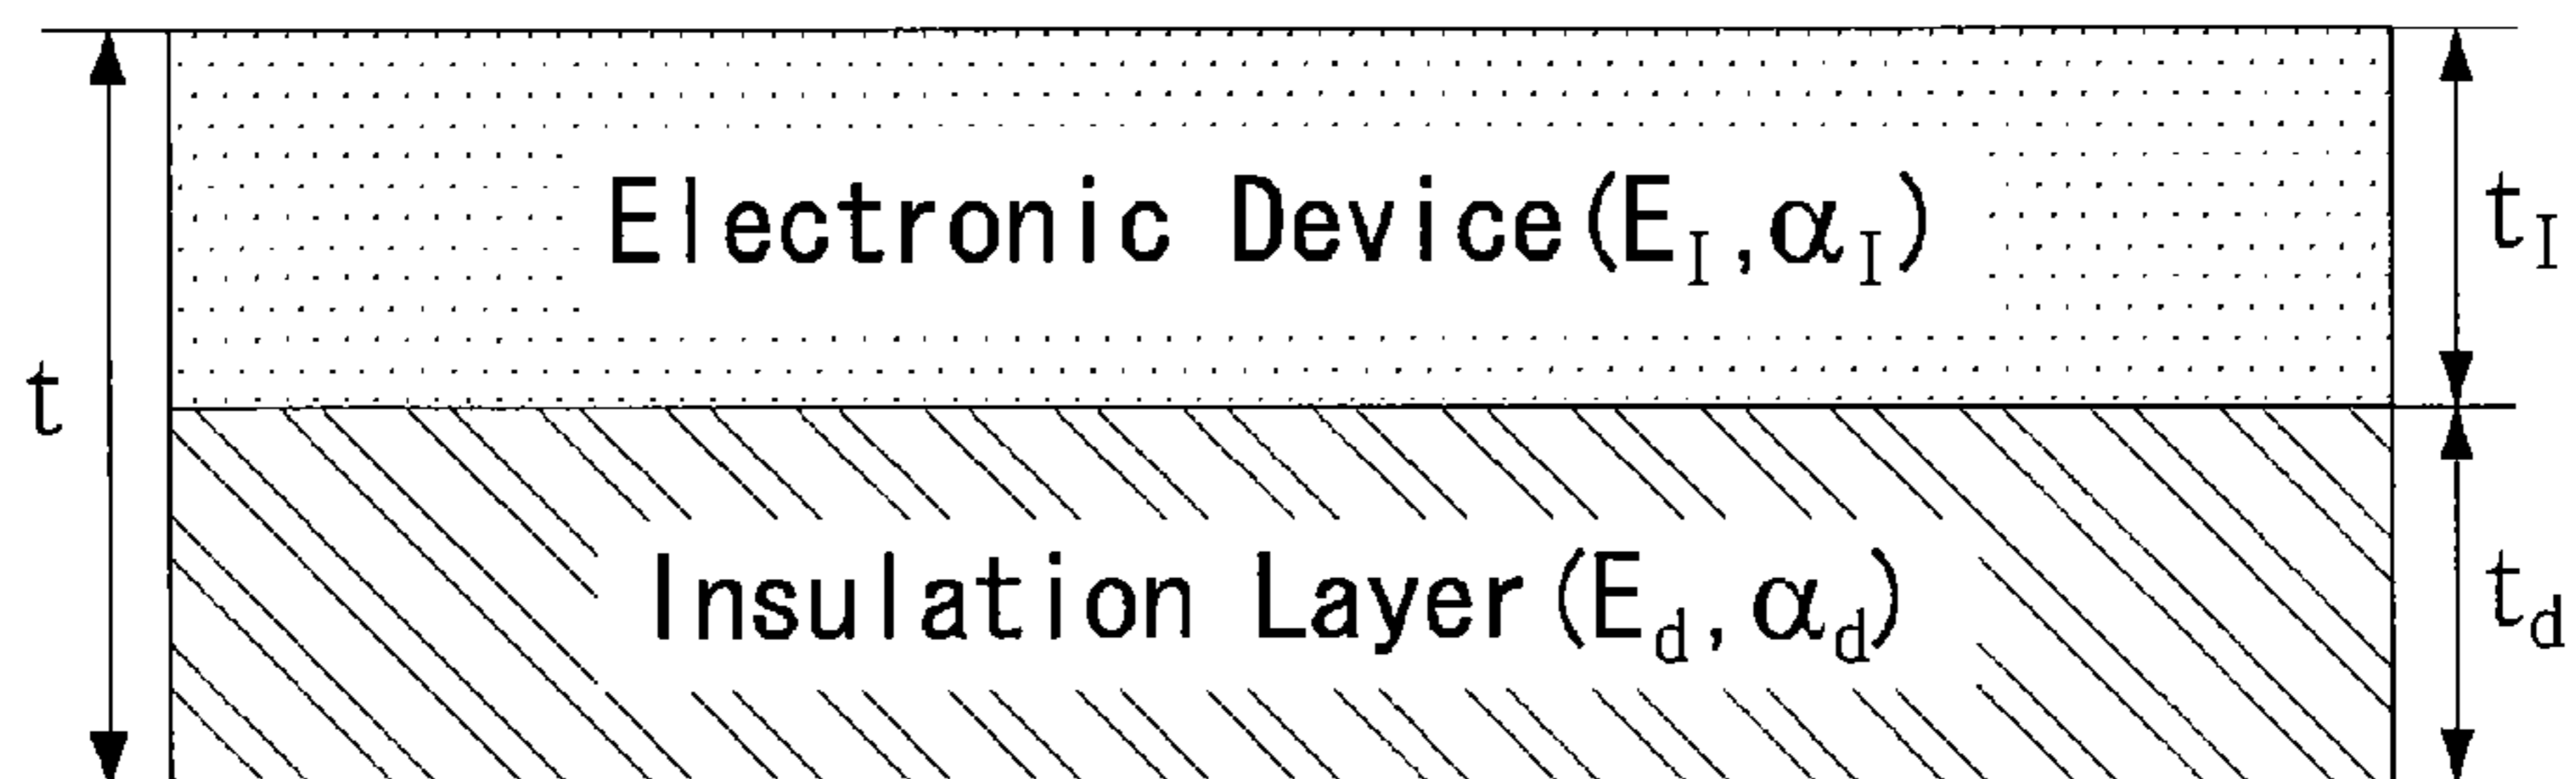 Electronic Device(E_I,α_I)
t_I
t
Insulation Layer(E_d,α_d)
t_d